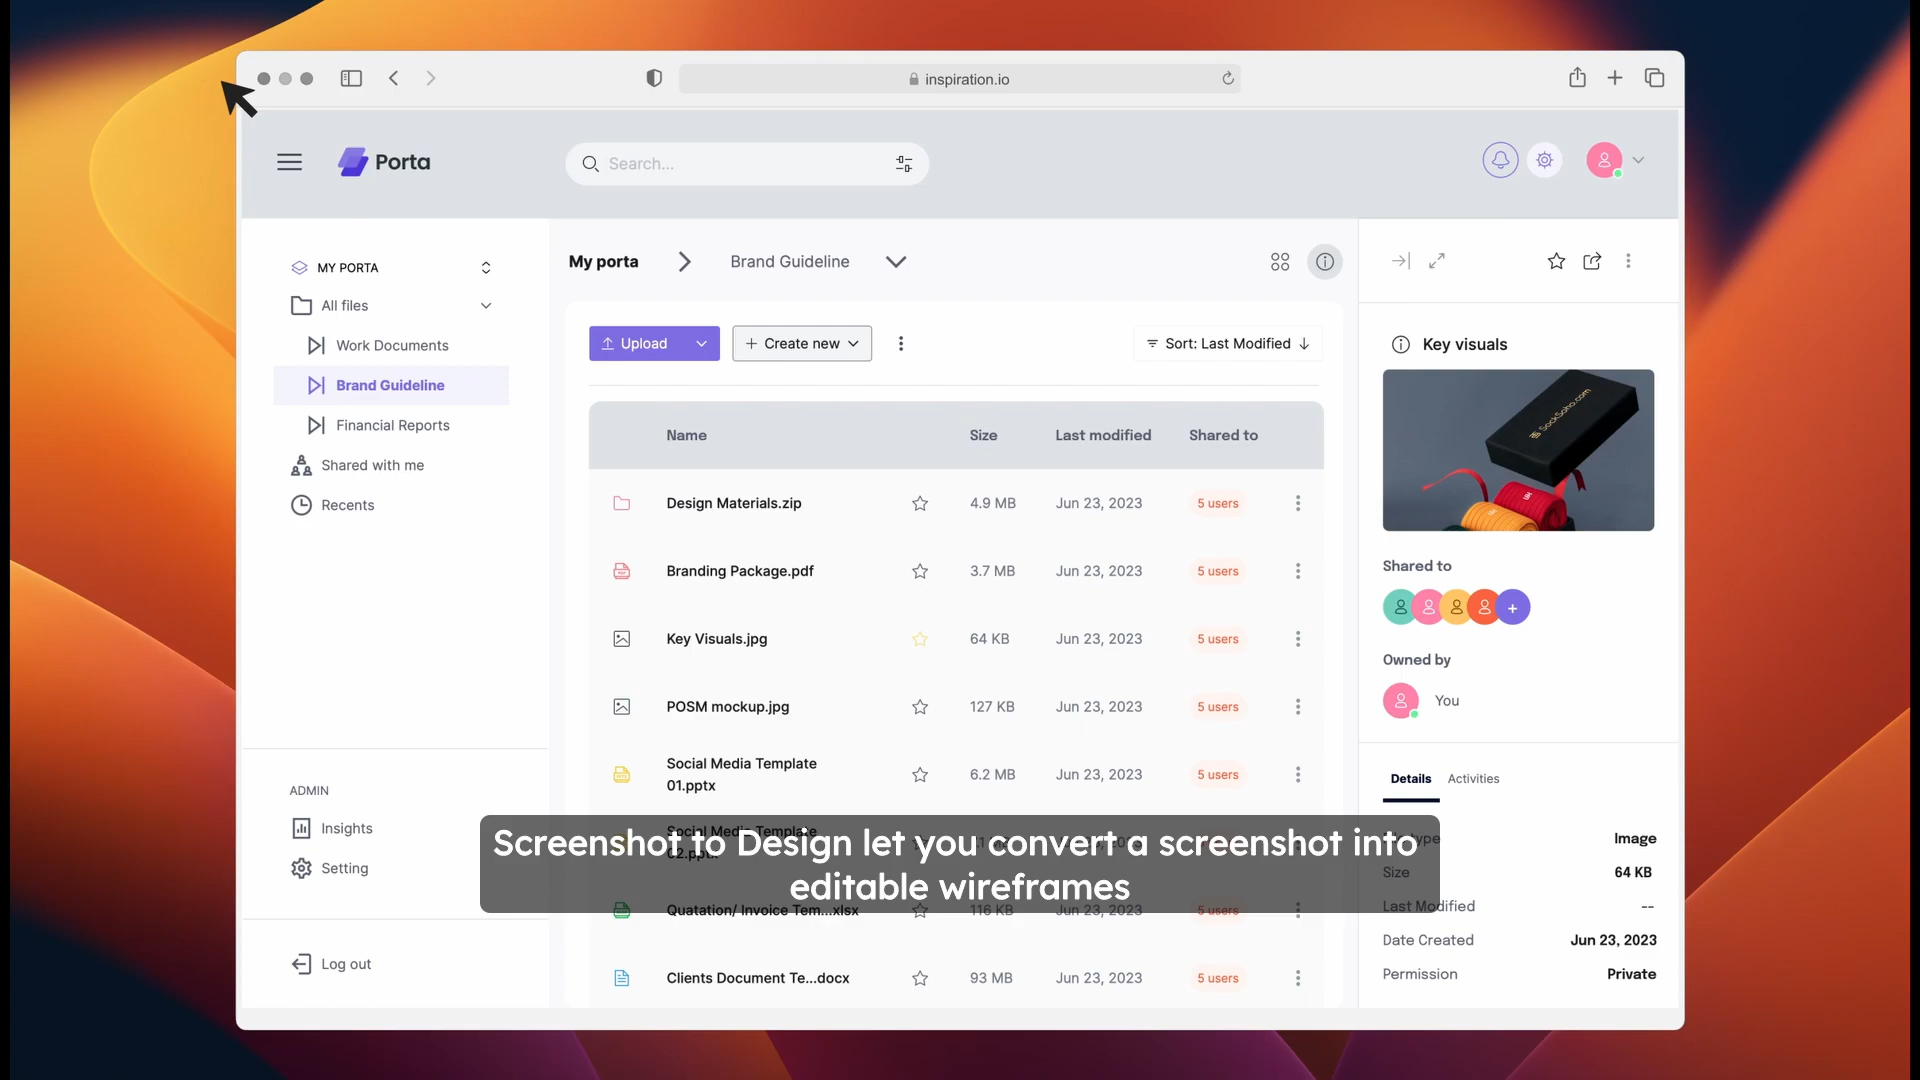 inspiration.io
Porta
Search...
MY PORTA
All files
Work Documents
Brand Guideline
Financial Reports
Shared with me
Recents
ADMIN
Insights
Setting
Log out
My porta
Brand Guideline
Upload
Create new
Sort: Last Modified
Name Size Last modified Shared to
Design Materials.zip 4.9 MB Jun 23, 2023 5 users
Branding Package.pdf 3.7 MB Jun 23, 2023 5 users
Key Visuals.jpg 64 KB Jun 23, 2023 5 users
POSM mockup.jpg 127 KB Jun 23, 2023 5 users
Social Media Template
01.pptx 6.2 MB Jun 23, 2023 5 users
Social Media Template
02.pptx
Quatation/ Invoice Tem...xlsx 116 KB Jun 23, 2023 5 users
Clients Document Te...docx 93 MB Jun 23, 2023 5 users
Screenshot to Design let you convert a screenshot into
editable wireframes
Key visuals
SockSoho.com
Shared to
Owned by
You
Details Activities
Image
Size 64 KB
Last Modified --
Date Created Jun 23, 2023
Permission Private